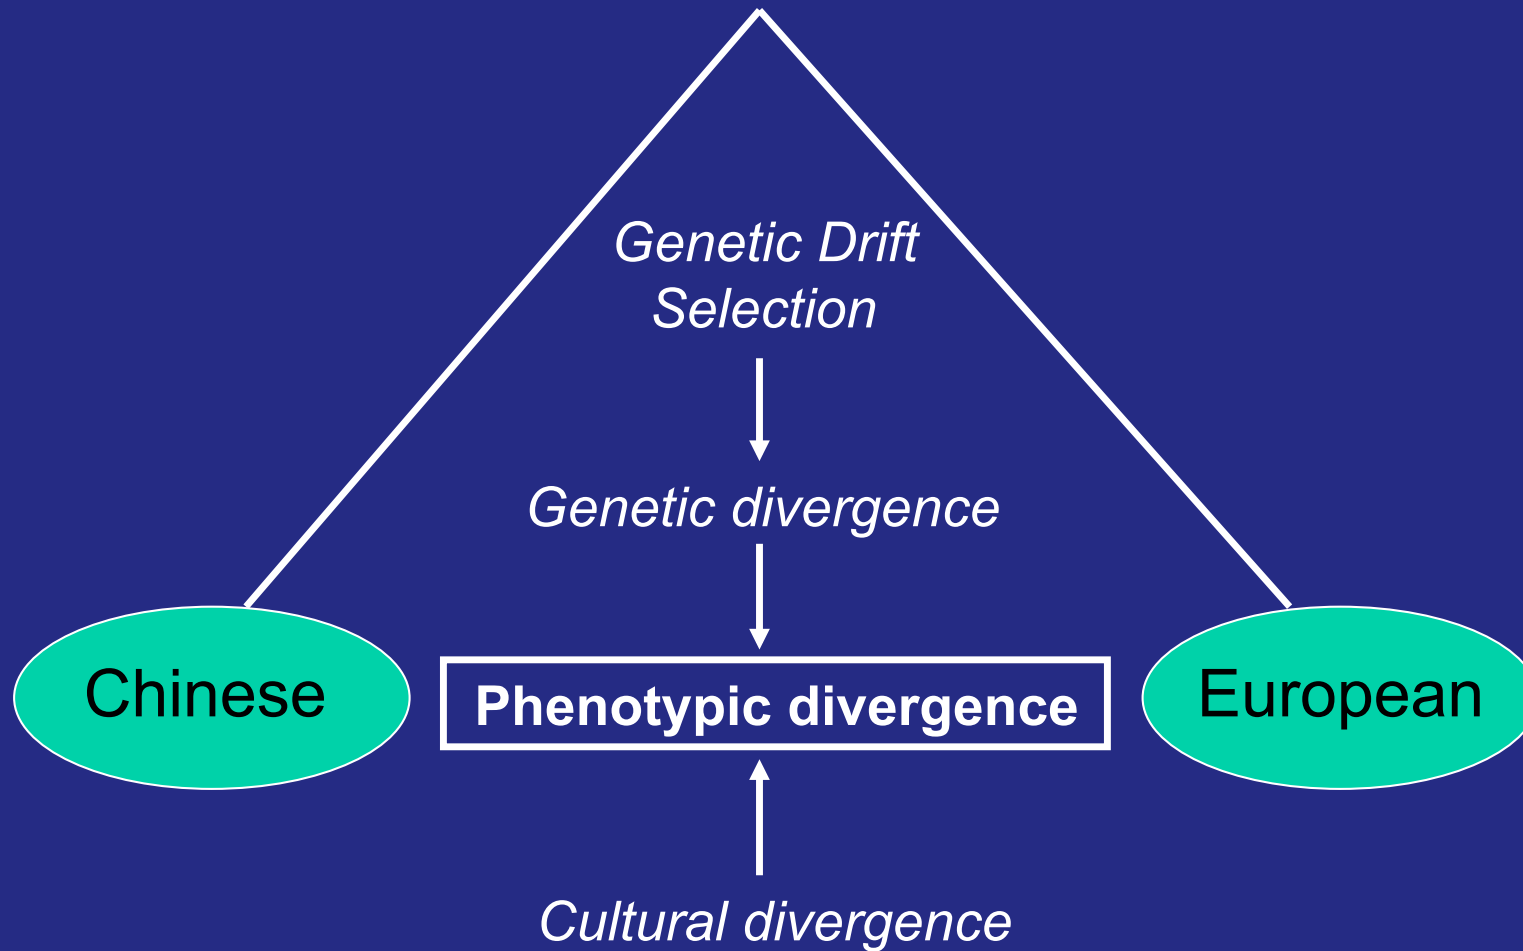 Genetic Drift
Selection
Genetic divergence
Chinese
Phenotypic divergence
European
Cultural divergence